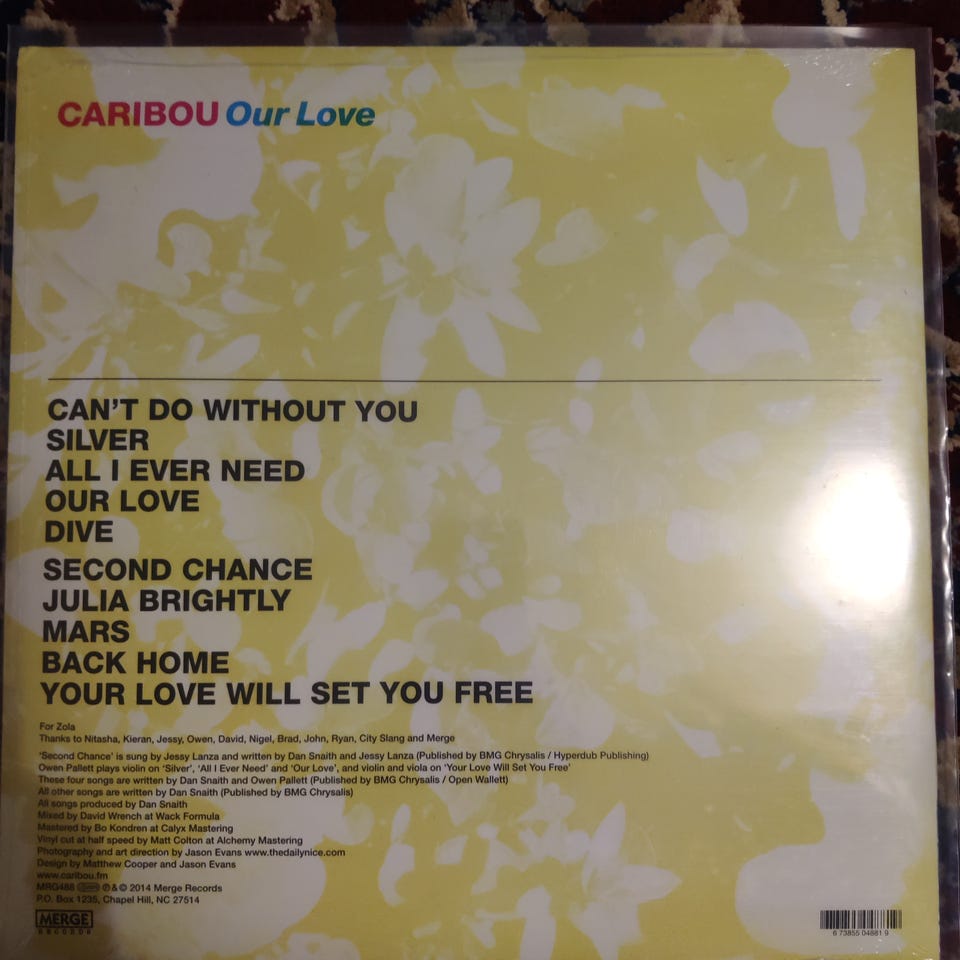 CARIBOU Our Love
CAN'T DO WITHOUT YOU
SILVER
ALL I EVER NEED
OUR LOVE
DIVE
SECOND CHANCE
JULIA BRIGHTLY
MARS
BACK HOME
YOUR LOVE WILL SET YOU FREE
For Zola
Thanks to Nitasha, Kieran, Jessy, Owen, David, Nigel, Brad, John, Ryan, City Slang and Merge
'Second Chance' is sung by Jessy Lanza and written by Dan Snaith and Jessy Lanza (Published by BMG Chrysalis / Hyperdub Publishing)
Owen Pallett plays violin on 'Silver', 'All I Ever Need' and 'Our Love', and violin and viola on 'Your Love Will Set You Free'
These four songs are written by Dan Snaith and Owen Pallett (Published by BMG Chrysalis / Open Wallett)
All other songs are written by Dan Snaith (Published by BMG Chrysalis)
All songs produced by Dan Snaith
Mixed by David Wrench at Wack Formula
Mastered by Bo Kondren at Calyx Mastering
Vinyl cut at half speed by Matt Colton at Alchemy Mastering
Photography and art direction by Jason Evans www.thedailynice.com
Design by Matthew Cooper and Jason Evans
www.caribou.fm
MRG488 ℗ & © 2014 Merge Records
P.O. Box 1235, Chapel Hill, NC 27514
MERGE
RECORDS
6 73855 04881 9